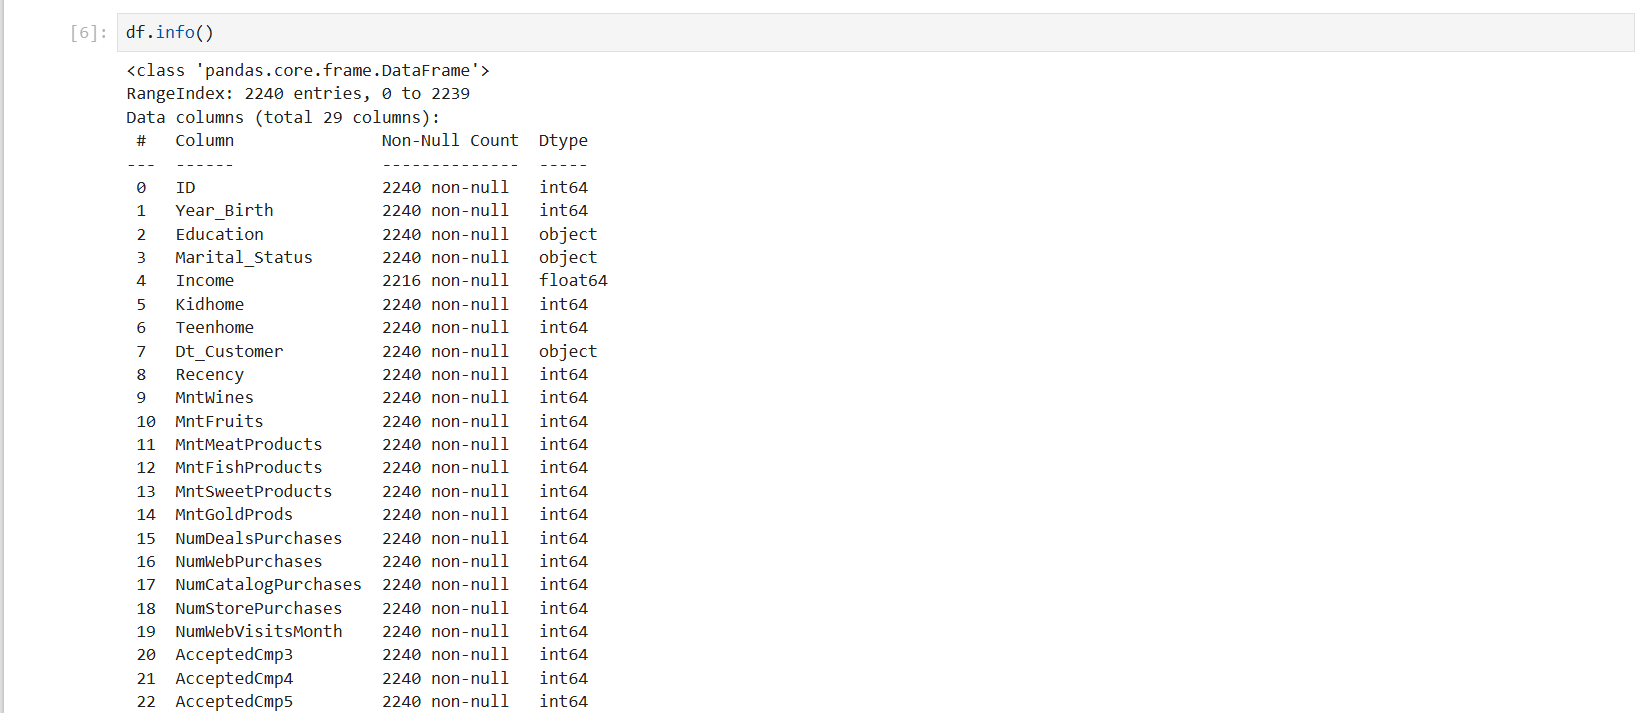 [6]: df.info()
<class 'pandas.core.frame.DataFrame'>
RangeIndex: 2240 entries, 0 to 2239
Data columns (total 29 columns):
 #   Column               Non-Null Count  Dtype
---  ------               --------------  -----
 0   ID                   2240 non-null   int64
 1   Year_Birth           2240 non-null   int64
 2   Education            2240 non-null   object
 3   Marital_Status       2240 non-null   object
 4   Income               2216 non-null   float64
 5   Kidhome              2240 non-null   int64
 6   Teenhome             2240 non-null   int64
 7   Dt_Customer          2240 non-null   object
 8   Recency              2240 non-null   int64
 9   MntWines             2240 non-null   int64
 10  MntFruits            2240 non-null   int64
 11  MntMeatProducts      2240 non-null   int64
 12  MntFishProducts      2240 non-null   int64
 13  MntSweetProducts     2240 non-null   int64
 14  MntGoldProds         2240 non-null   int64
 15  NumDealsPurchases    2240 non-null   int64
 16  NumWebPurchases      2240 non-null   int64
 17  NumCatalogPurchases  2240 non-null   int64
 18  NumStorePurchases    2240 non-null   int64
 19  NumWebVisitsMonth    2240 non-null   int64
 20  AcceptedCmp3         2240 non-null   int64
 21  AcceptedCmp4         2240 non-null   int64
 22  AcceptedCmp5         2240 non-null   int64